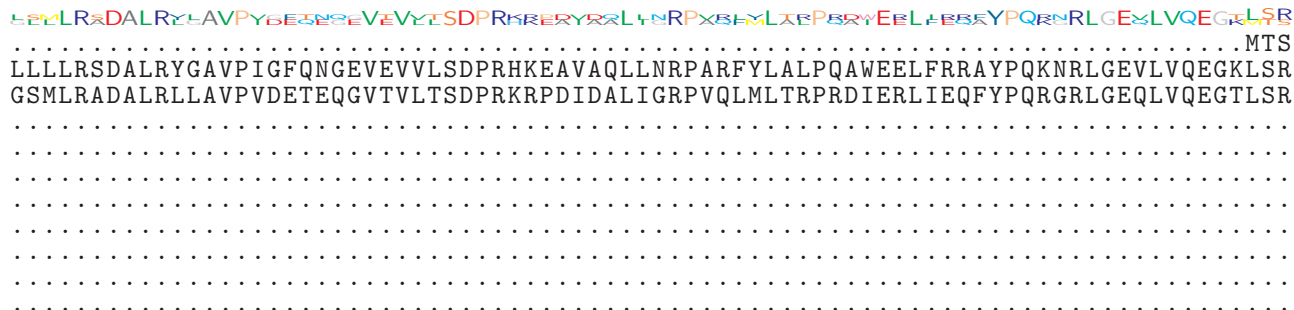 .............................................................................MTS
LLLLRSDALRYGAVPIGFQNGEVEVVLSDPRHKEAVAQLLNRPARFYLALPQAWEELFRRAYPQKNRLGEVLVQEGKLSR
GSMLRADALRLLAVPVDETEQGVTVLTSDPRKRPDIDALIGRPVQLMLTRPRDIERLIEQFYPQRGRLGEQLVQEGTLSR
................................................................................
................................................................................
................................................................................
................................................................................
................................................................................
................................................................................
................................................................................
................................................................................